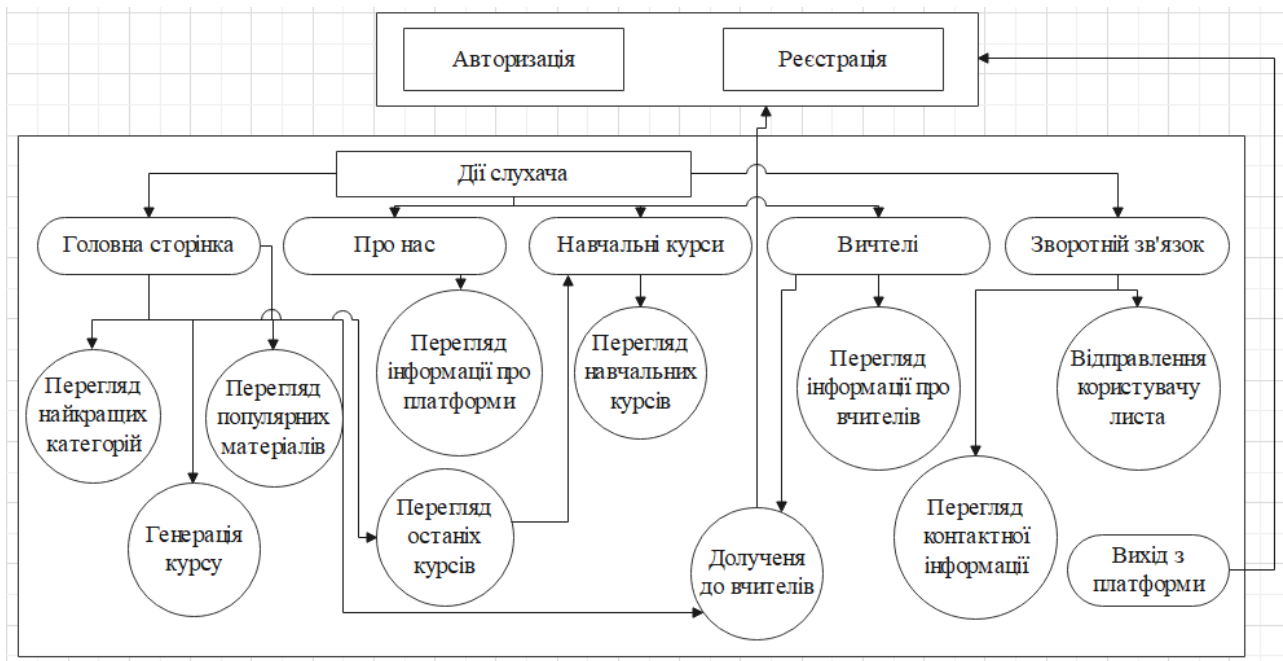 Авторизація
Реєстрація
Дії слухача
Головна сторінка
Про нас
Навчальні курси
Вичтелі
Зворотній зв'язок
Перегляд
найкращих
категорій
Перегляд
популярних
матеріалів
Перегляд
інформації про
платформи
Перегляд
навчальних
курсів
Перегляд
інформації про
вчителів
Відправлення
користувачу
листа
Генерація
курсу
Перегляд
останіх
курсів
Долученя
до вчителів
Перегляд
контактної
інформації
Вихід з
платформи